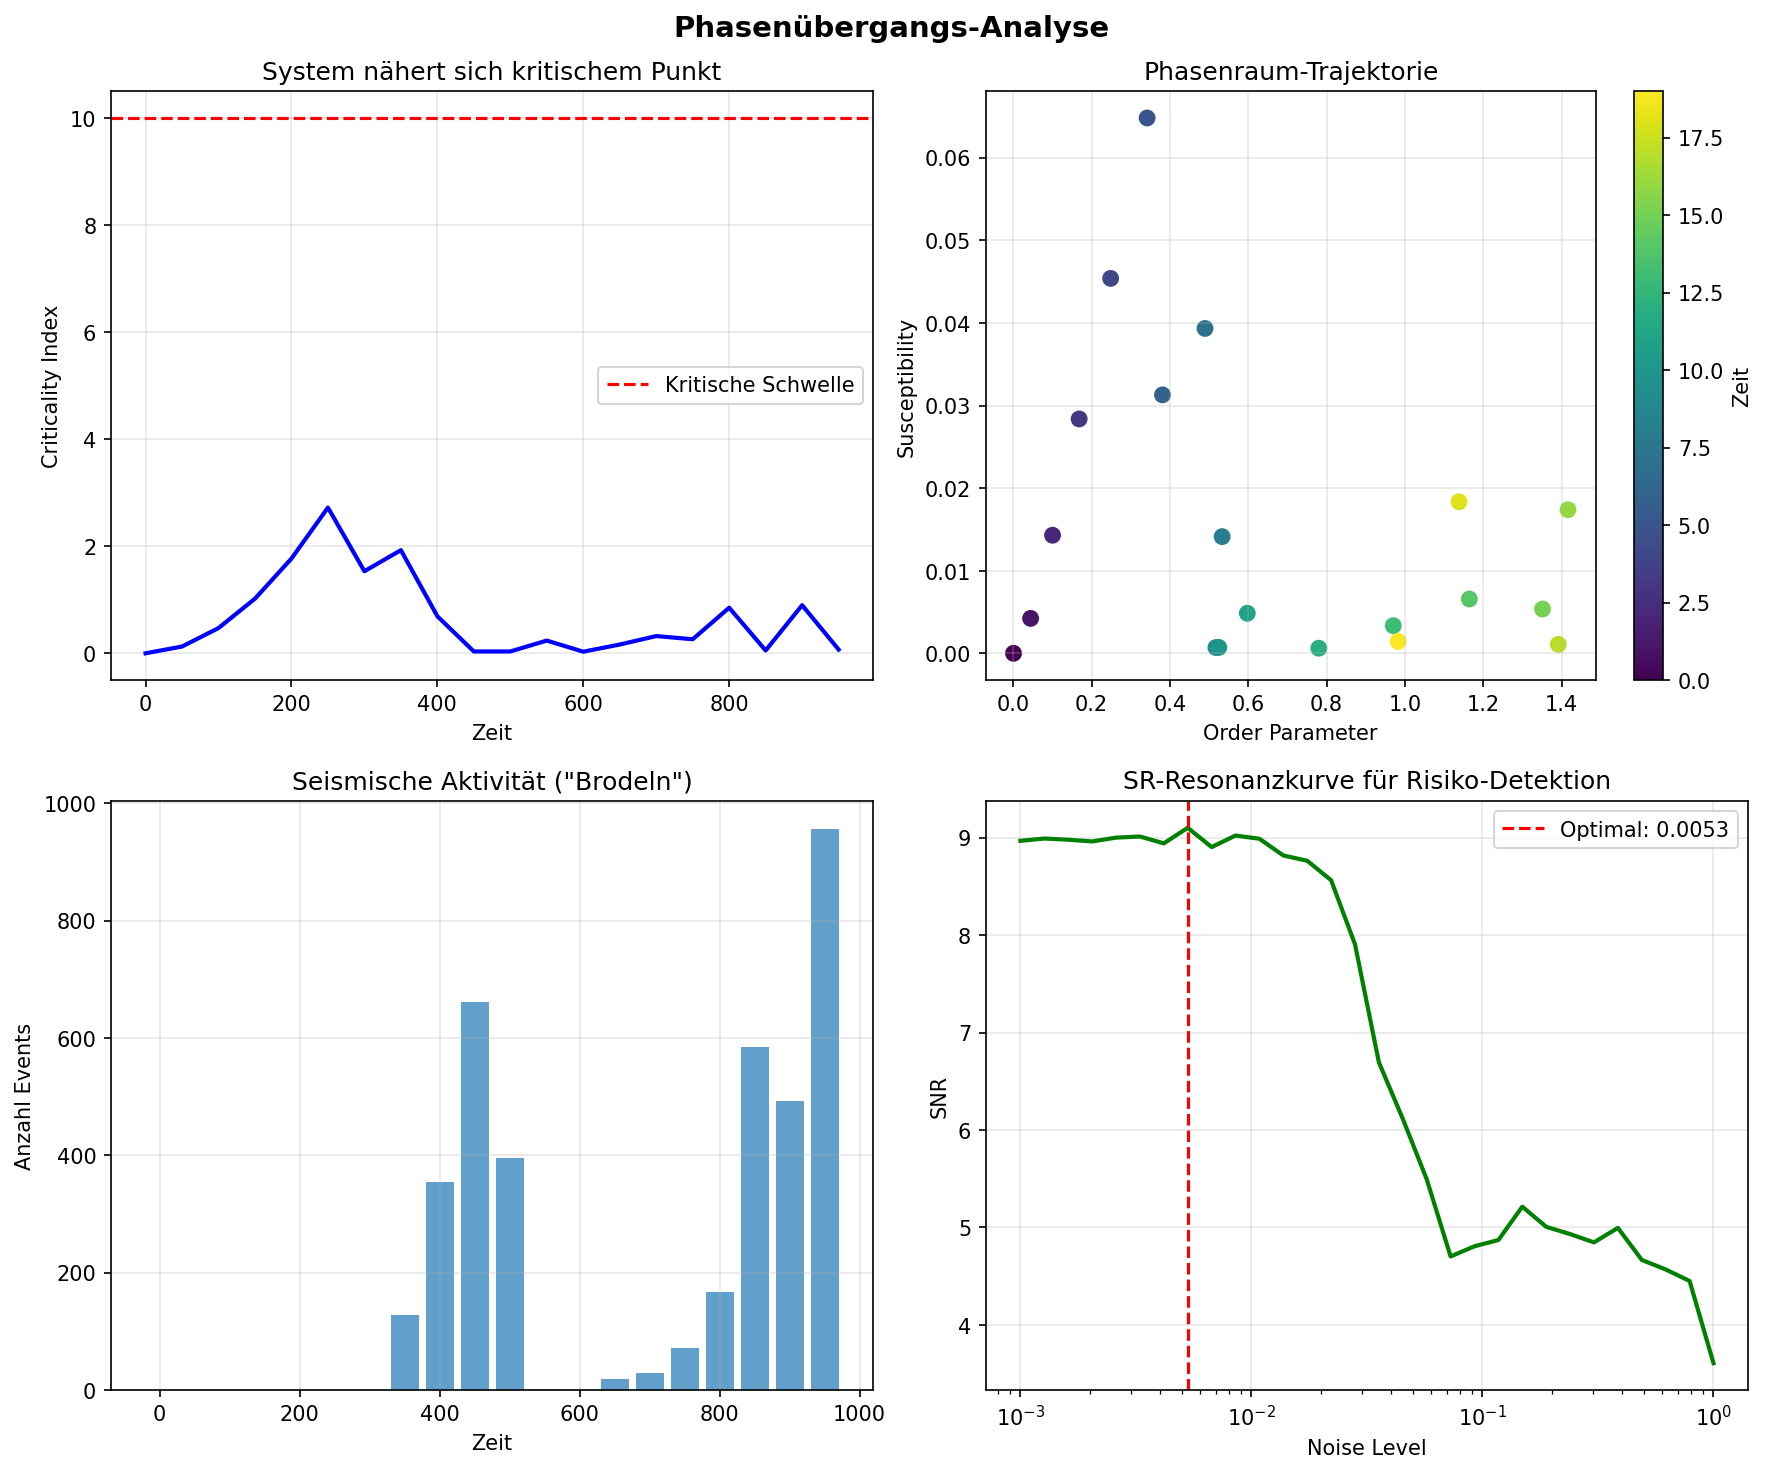 Phasenübergangs-Analyse
System nähert sich kritischem Punkt
10
8
6
4
2
0
Criticality Index
Kritische Schwelle
0 200 400 600 800
Zeit
Phasenraum-Trajektorie
0.06
0.05
0.04
0.03
0.02
0.01
0.00
Susceptibility
0.0 0.2 0.4 0.6 0.8 1.0 1.2 1.4
Order Parameter
17.5
15.0
12.5
10.0
7.5
5.0
2.5
0.0
Zeit
Seismische Aktivität ("Brodeln")
1000
800
600
400
200
0
Anzahl Events
0 200 400 600 800 1000
Zeit
SR-Resonanzkurve für Risiko-Detektion
Optimal: 0.0053
9
8
7
6
5
4
SNR
10⁻³ 10⁻² 10⁻¹ 10⁰
Noise Level